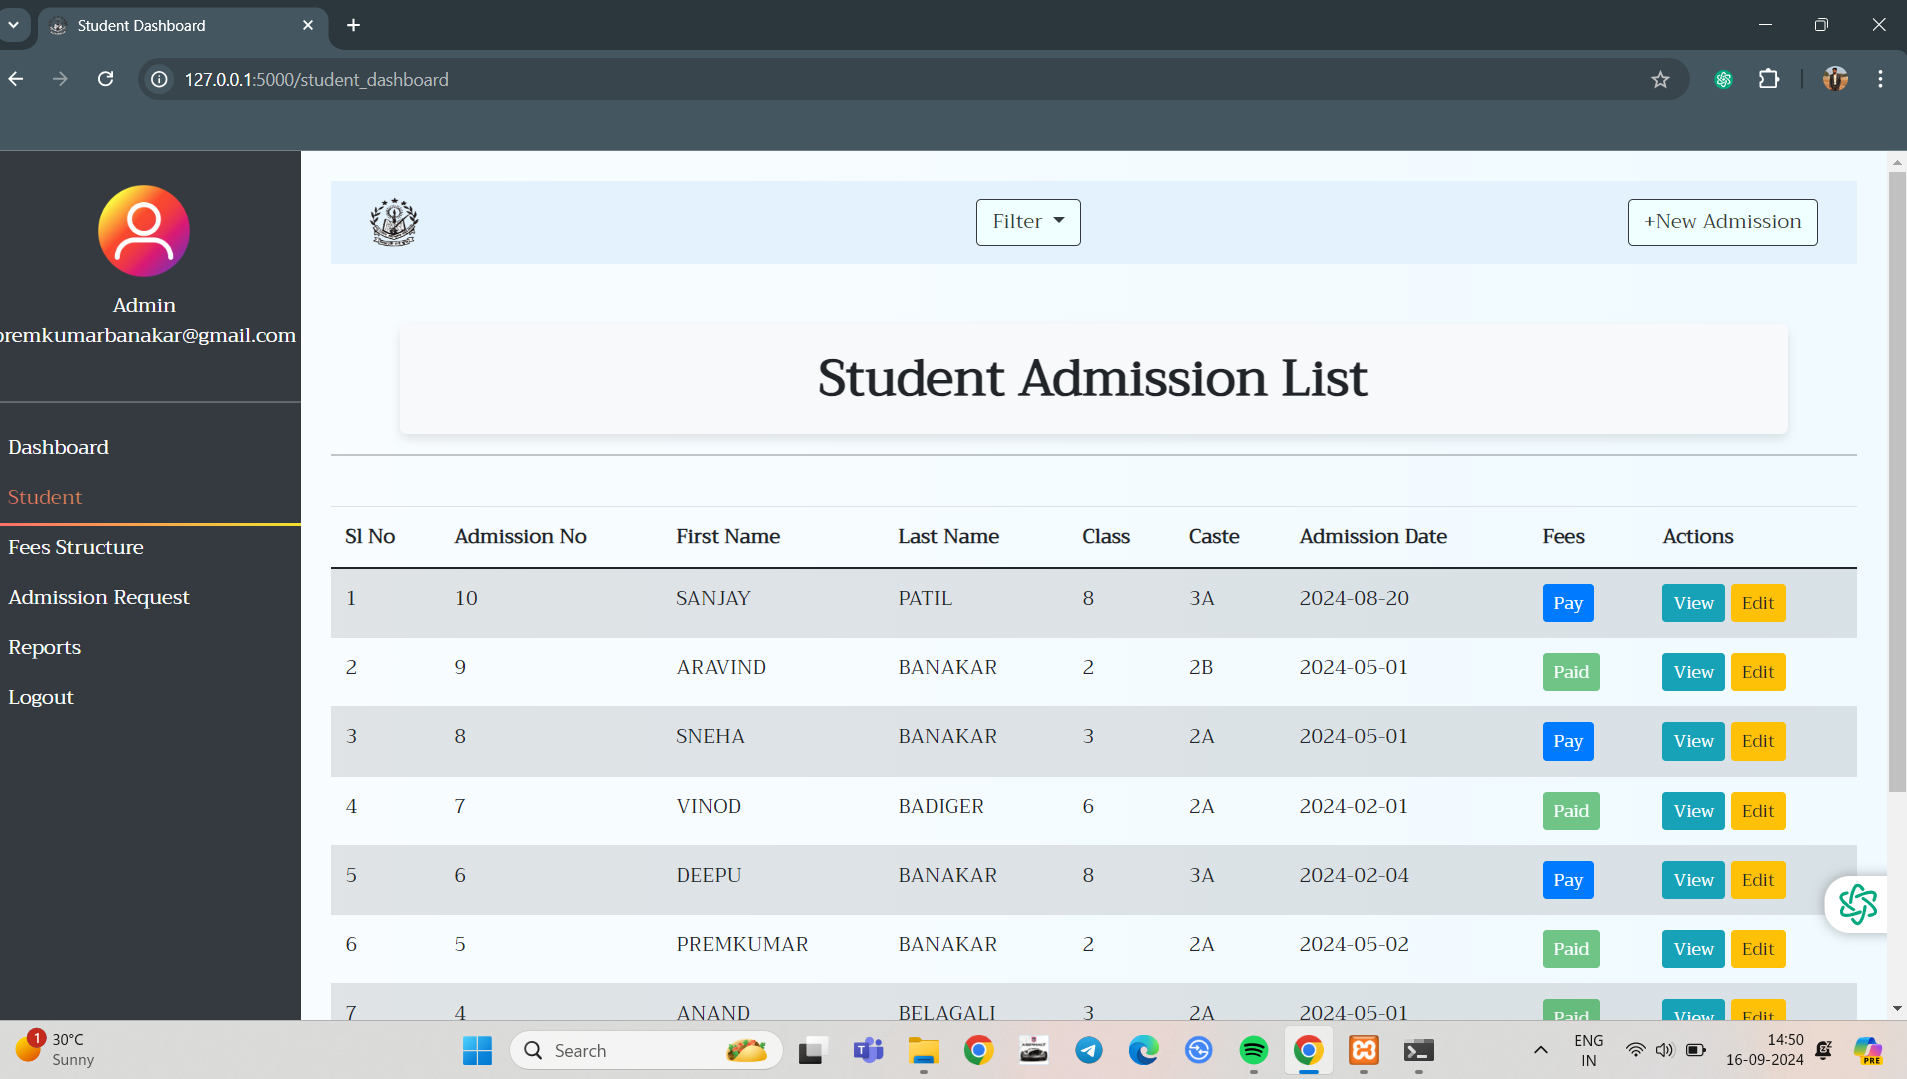 Student Dashboard
127.0.0.1:5000/student_dashboard
Admin
premkumarbanakar@gmail.com
Dashboard
Student
Fees Structure
Admission Request
Reports
Logout
Filter
+New Admission
Student Admission List
Sl No Admission No First Name Last Name Class Caste Admission Date Fees Actions
1 10 SANJAY PATIL 8 3A 2024-08-20 Pay View Edit
2 9 ARAVIND BANAKAR 2 2B 2024-05-01 Paid View Edit
3 8 SNEHA BANAKAR 3 2A 2024-05-01 Pay View Edit
4 7 VINOD BADIGER 6 2A 2024-02-01 Paid View Edit
5 6 DEEPU BANAKAR 8 3A 2024-02-04 Pay View Edit
6 5 PREMKUMAR BANAKAR 2 2A 2024-05-02 Paid View Edit
7 4 ANAND BELAGALI 3 2A 2024-05-01 Paid View Edit
1
30°C
Sunny
Search
ENG
IN
14:50
16-09-2024
PRE